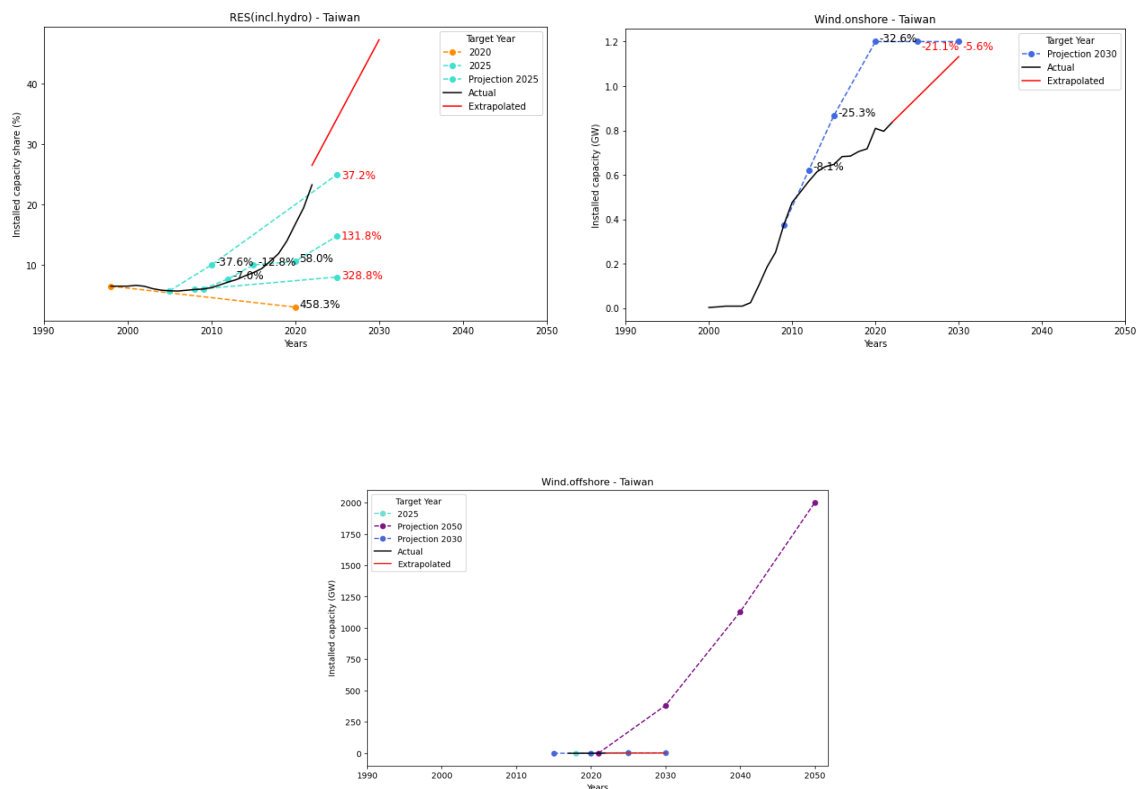 RES(incl.hydro) - Taiwan
Installed capacity share (%)
40
30
20
10
Target Year
2020
2025
Projection 2025
Actual
Extrapolated
37.2%
131.8%
-37.6%
-12.8%
58.0%
-7.8%
328.8%
458.3%
1990
2000
2010
2020
2030
2040
2050
Years
Wind.onshore - Taiwan
Installed capacity (GW)
1.2
1.0
0.8
0.6
0.4
0.2
0.0
Target Year
Projection 2030
Actual
Extrapolated
-32.6%
-21.1%
-5.6%
-25.3%
-8.1%
1990
2000
2010
2020
2030
2040
2050
Years
Wind.offshore - Taiwan
Installed capacity (GW)
2000
1750
1500
1250
1000
750
500
250
0
Target Year
2025
Projection 2050
Projection 2030
Actual
Extrapolated
1990
2000
2010
2020
2030
2040
2050
Years